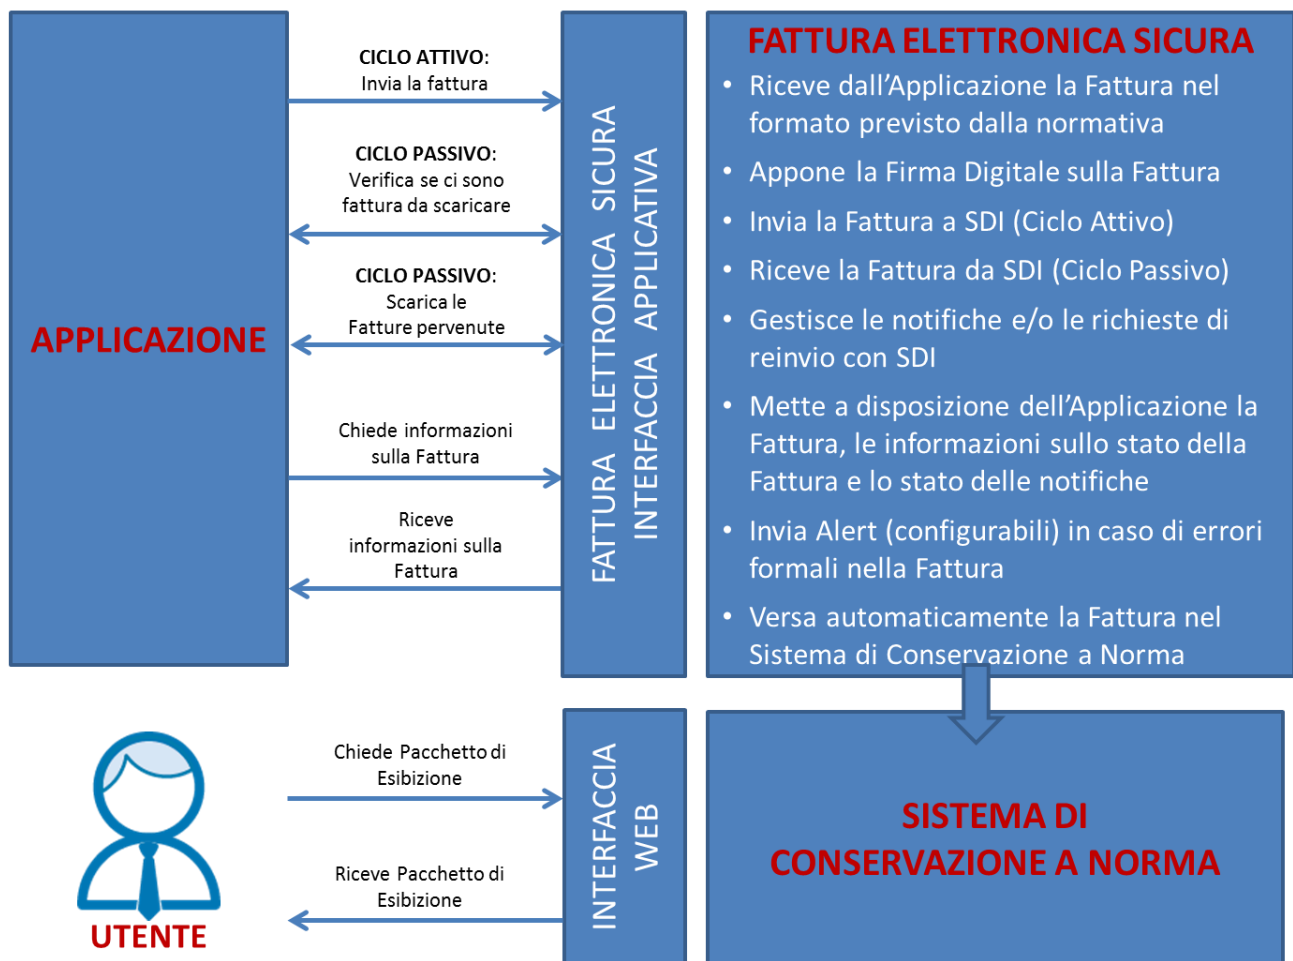 CICLO ATTIVO:
Invia la fattura
CICLO PASSIVO:
Verifica se ci sono
fattura da scaricare
CICLO PASSIVO:
Scarica le
Fatture pervenute
APPLICAZIONE
Chiede informazioni
sulla Fattura
Riceve
informazioni sulla
Fattura
FATTURA ELETTRONICA SICURA
INTERFACCIA APPLICATIVA
FATTURA ELETTRONICA SICURA
• Riceve dall'Applicazione la Fattura nel
formato previsto dalla normativa
• Appone la Firma Digitale sulla Fattura
• Invia la Fattura a SDI (Ciclo Attivo)
• Riceve la Fattura da SDI (Ciclo Passivo)
• Gestisce le notifiche e/o le richieste di
reinvio con SDI
• Mette a disposizione dell'Applicazione la
Fattura, le informazioni sullo stato della
Fattura e lo stato delle notifiche
• Invia Alert (configurabili) in caso di errori
formali nella Fattura
• Versa automaticamente la Fattura nel
Sistema di Conservazione a Norma
Chiede Pacchetto di
Esibizione
Riceve Pacchetto di
Esibizione
UTENTE
INTERFACCIA
WEB
SISTEMA DI
CONSERVAZIONE A NORMA